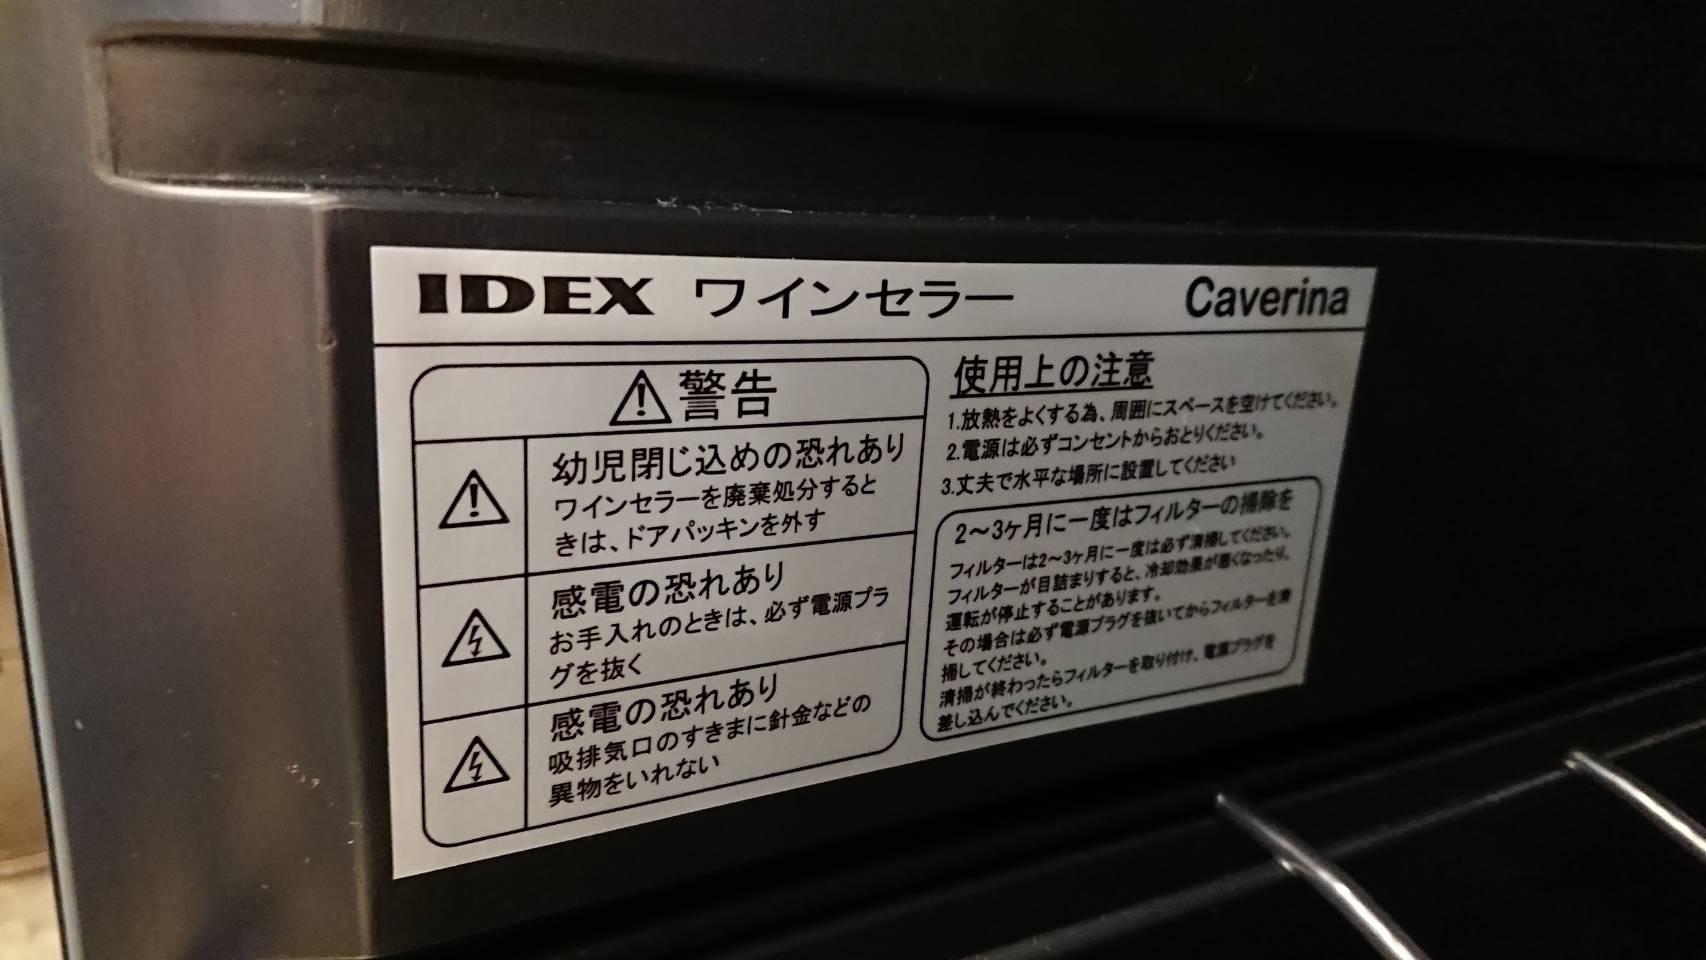 IDEX ワインセラー Caverina
警告
幼児閉じ込めの恐れあり
ワインセラーを廃棄処分すると
きは、ドアパッキンを外す
感電の恐れあり
お手入れのときは、必ず電源プラ
グを抜く
感電の恐れあり
吸排気口のすきまに針金などの
異物をいれない
使用上の注意
1.放熱をよくする為、周囲にスペースを空けてください。
2.電源は必ずコンセントからおとりください。
3.丈夫で水平な場所に設置してください
2～3ヶ月に一度はフィルターの掃除を
フィルターは2～3ヶ月に一度は必ず清掃してください。
フィルターが目詰まりすると、冷却効果が悪くなったり、
運転が停止することがあります。
その場合は必ず電源プラグを抜いてからフィルターを清
掃してください。
清掃が終わったらフィルターを取り付け、電源プラグを
差し込んでください。